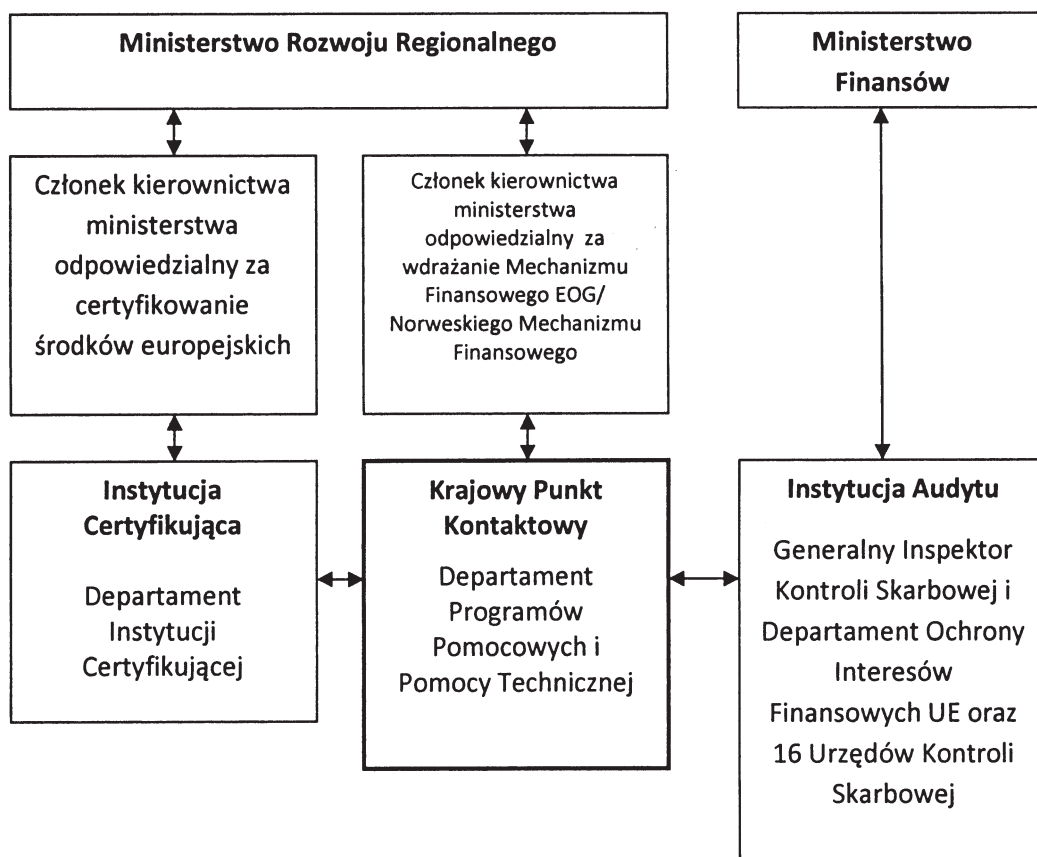 Ministerstwo Rozwoju Regionalnego
Ministerstwo
Finansów
Członek kierownictwa
ministerstwa
odpowiedzialny za
certyfikowanie
środków europejskich
Członek kierownictwa
ministerstwa
odpowiedzialny za
wdrażanie Mechanizmu
Finansowego EOG/
Norweskiego Mechanizmu
Finansowego
Instytucja
Certyfikująca
Departament
Instytucji
Certyfikującej
Krajowy Punkt
Kontaktowy
Departament
Programów
Pomocowych i
Pomocy Technicznej
Instytucja Audytu
Generalny Inspektor
Kontroli Skarbowej i
Departament Ochrony
Interesów
Finansowych UE oraz
16 Urzędów Kontroli
Skarbowej